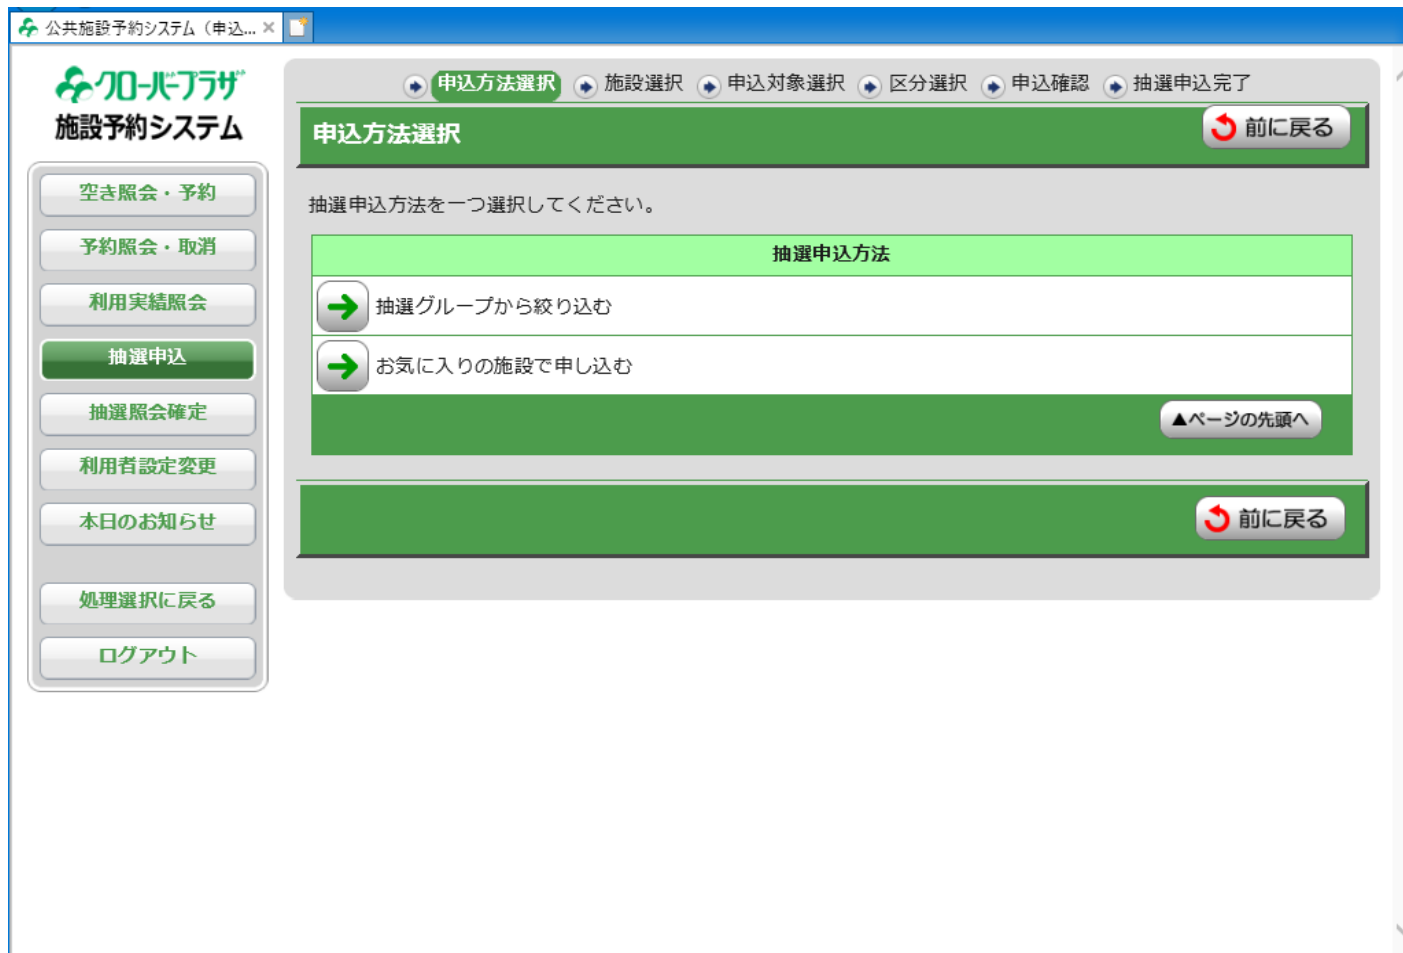 公共施設予約システム（申込...
クローバープラザ
施設予約システム
空き照会・予約
予約照会・取消
利用実績照会
抽選申込
抽選照会確定
利用者設定変更
本日のお知らせ
処理選択に戻る
ログアウト
申込方法選択 施設選択 申込対象選択 区分選択 申込確認 抽選申込完了
申込方法選択
前に戻る
抽選申込方法を一つ選択してください。
抽選申込方法
抽選グループから絞り込む
お気に入りの施設で申し込む
▲ページの先頭へ
前に戻る